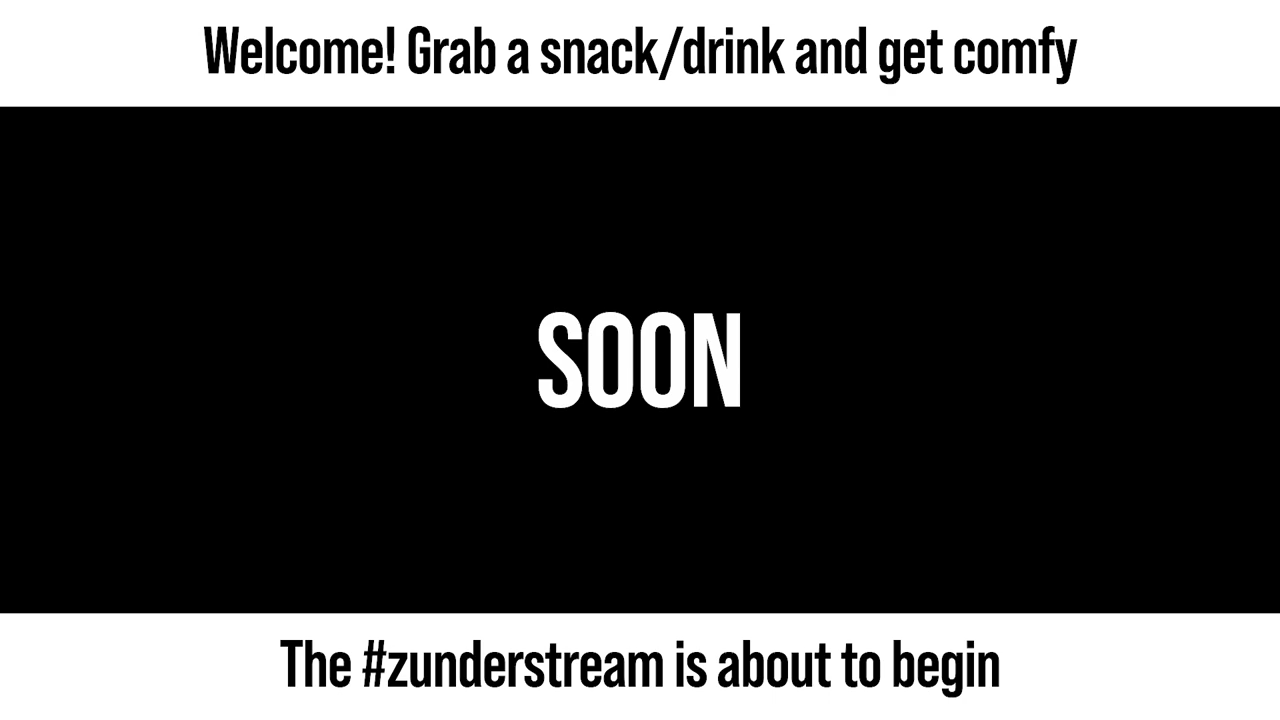 Welcome! Grab a snack/drink and get comfy
SOON
The #zunderstream is about to begin